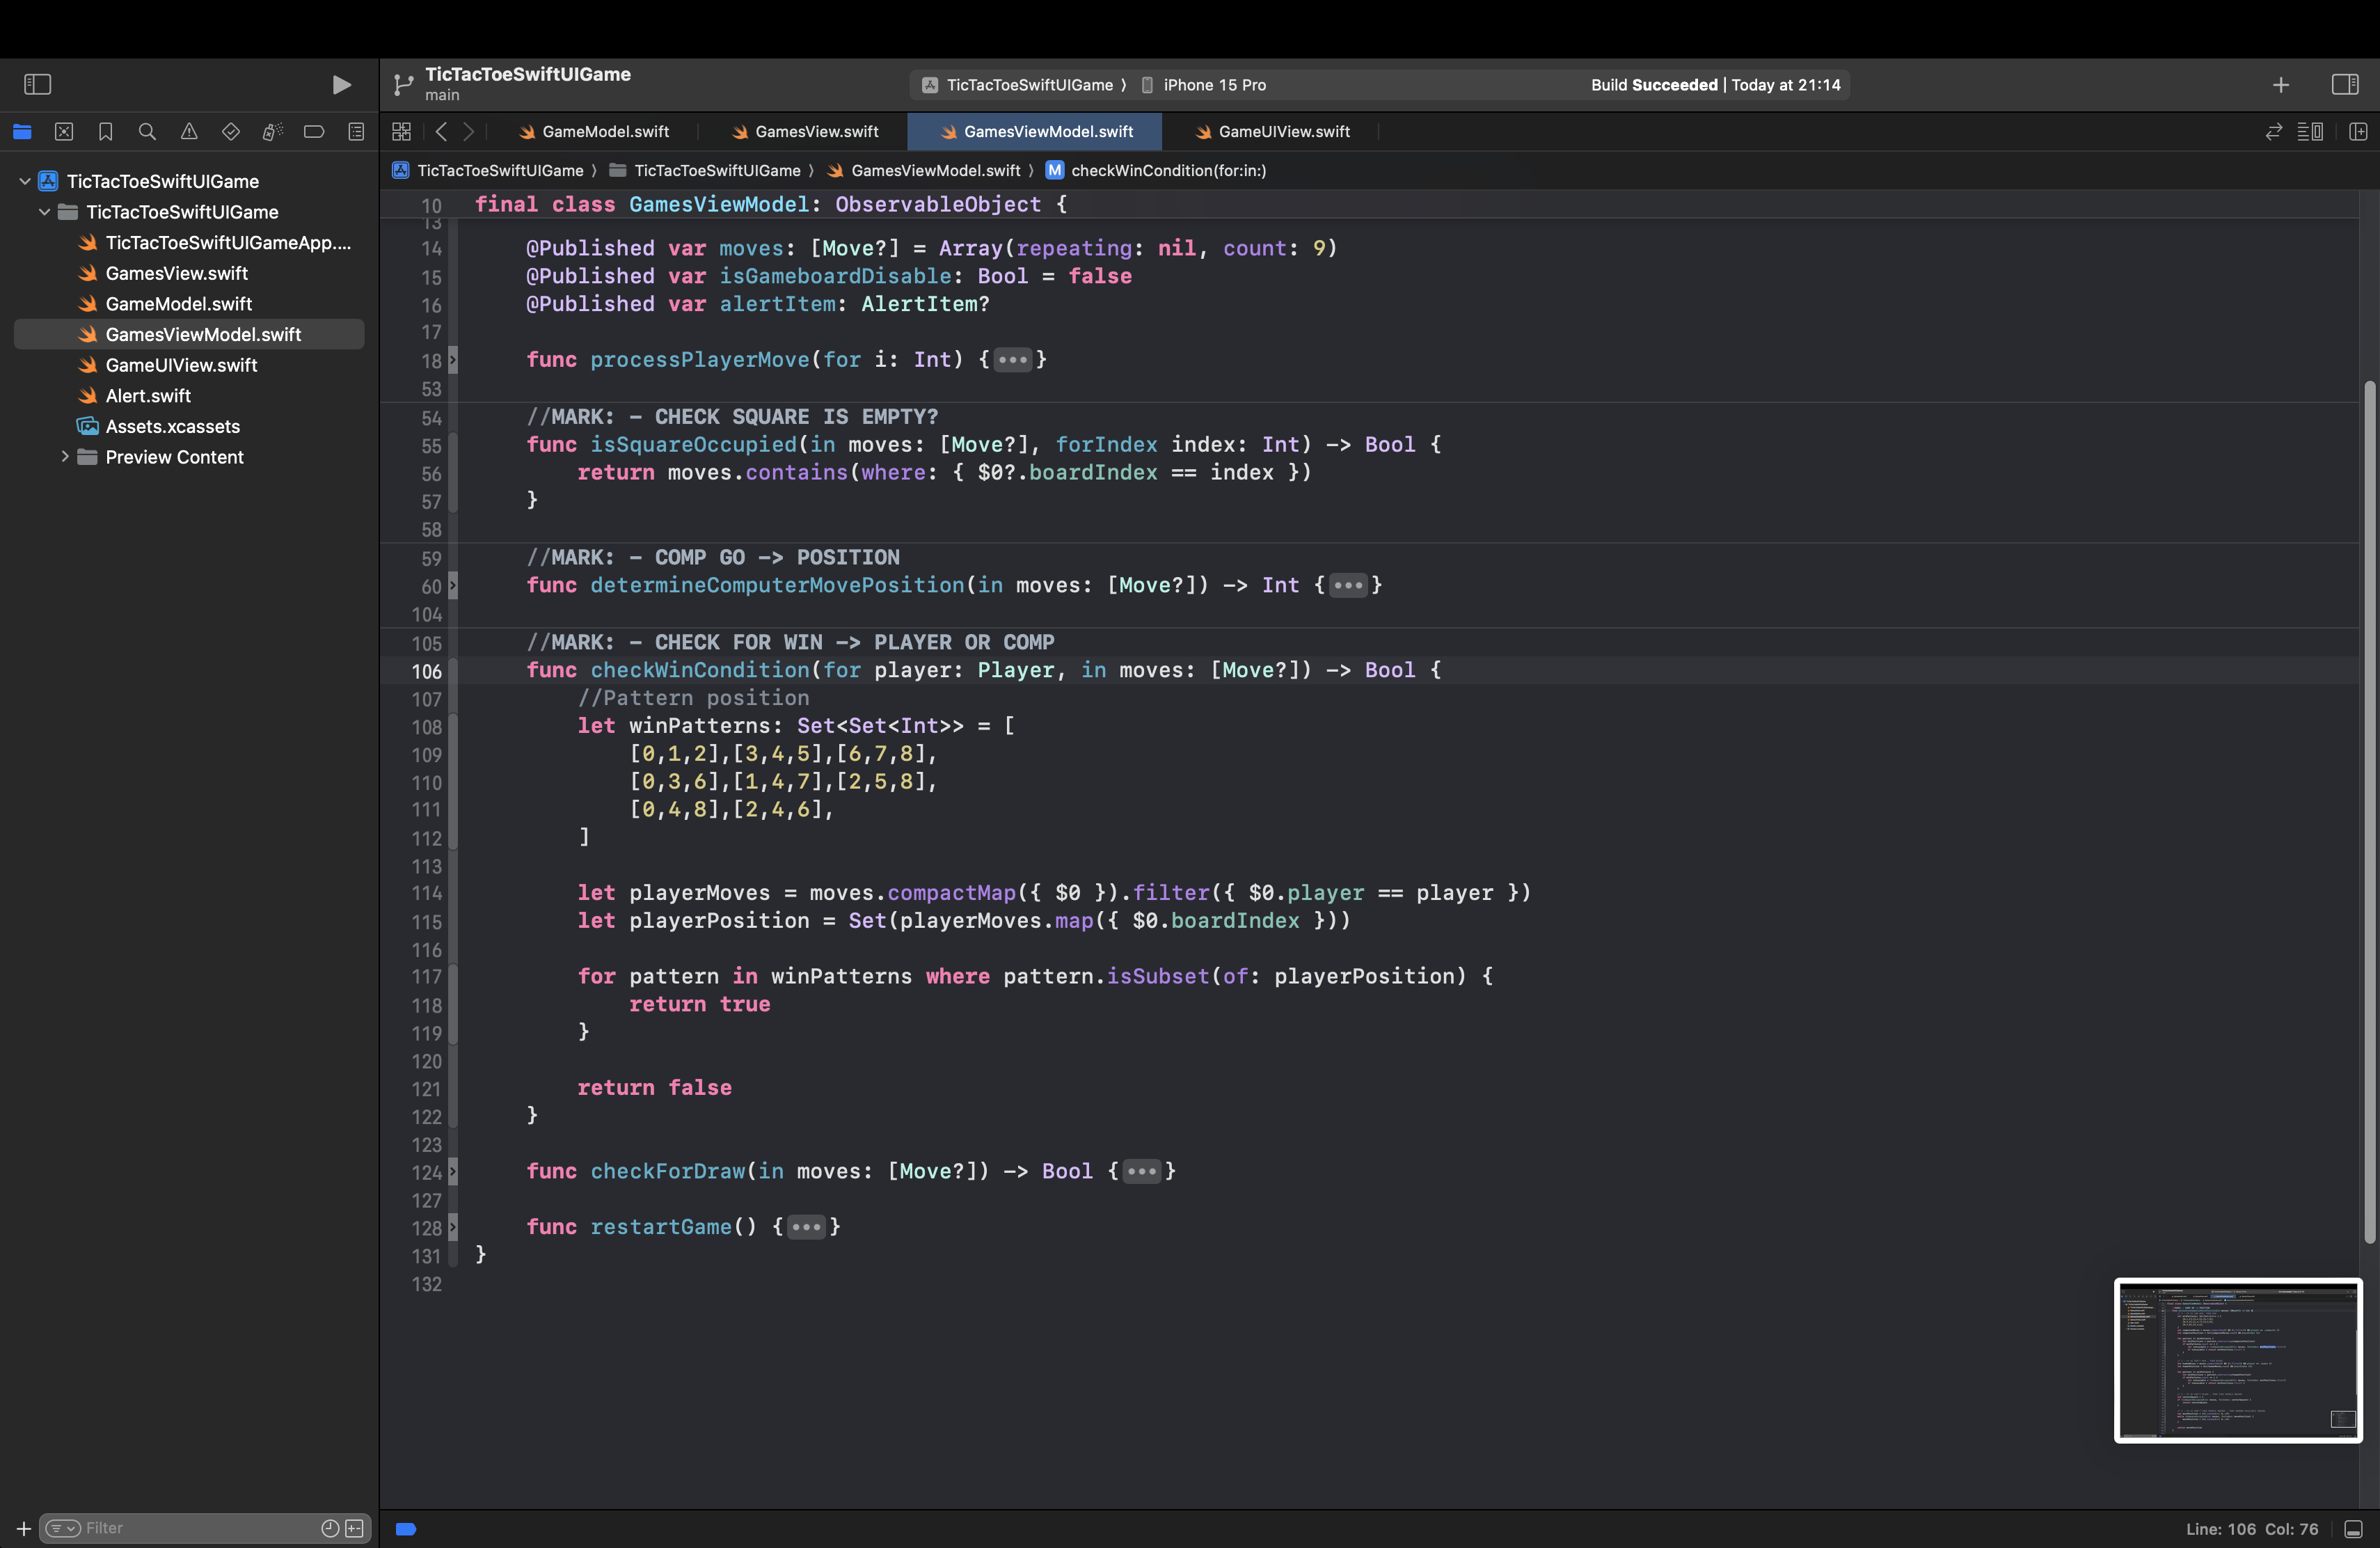 TicTacToeSwiftUIGame
main
TicTacToeSwiftUIGame 〉 iPhone 15 Pro
Build Succeeded | Today at 21:14
GameModel.swift
GamesView.swift
GamesViewModel.swift
GameUIView.swift
TicTacToeSwiftUIGame 〉 TicTacToeSwiftUIGame 〉 GamesViewModel.swift 〉 M checkWinCondition(for:in:)
TicTacToeSwiftUIGame
TicTacToeSwiftUIGame
TicTacToeSwiftUIGameApp....
GamesView.swift
GameModel.swift
GamesViewModel.swift
GameUIView.swift
Alert.swift
Assets.xcassets
Preview Content
10 final class GamesViewModel: ObservableObject {
13
14 @Published var moves: [Move?] = Array(repeating: nil, count: 9)
15 @Published var isGameboardDisable: Bool = false
16 @Published var alertItem: AlertItem?
17
18 func processPlayerMove(for i: Int) {•••}
53
54 //MARK: - CHECK SQUARE IS EMPTY?
55 func isSquareOccupied(in moves: [Move?], forIndex index: Int) -> Bool {
56 return moves.contains(where: { $0?.boardIndex == index })
57 }
58
59 //MARK: - COMP GO -> POSITION
60 func determineComputerMovePosition(in moves: [Move?]) -> Int {•••}
104
105 //MARK: - CHECK FOR WIN -> PLAYER OR COMP
106 func checkWinCondition(for player: Player, in moves: [Move?]) -> Bool {
107 //Pattern position
108 let winPatterns: Set<Set<Int>> = [
109 [0,1,2],[3,4,5],[6,7,8],
110 [0,3,6],[1,4,7],[2,5,8],
111 [0,4,8],[2,4,6],
112 ]
113
114 let playerMoves = moves.compactMap({ $0 }).filter({ $0.player == player })
115 let playerPosition = Set(playerMoves.map({ $0.boardIndex }))
116
117 for pattern in winPatterns where pattern.isSubset(of: playerPosition) {
118 return true
119 }
120
121 return false
122 }
123
124 func checkForDraw(in moves: [Move?]) -> Bool {•••}
127
128 func restartGame() {•••}
131 }
132
Filter
Line: 106 Col: 76